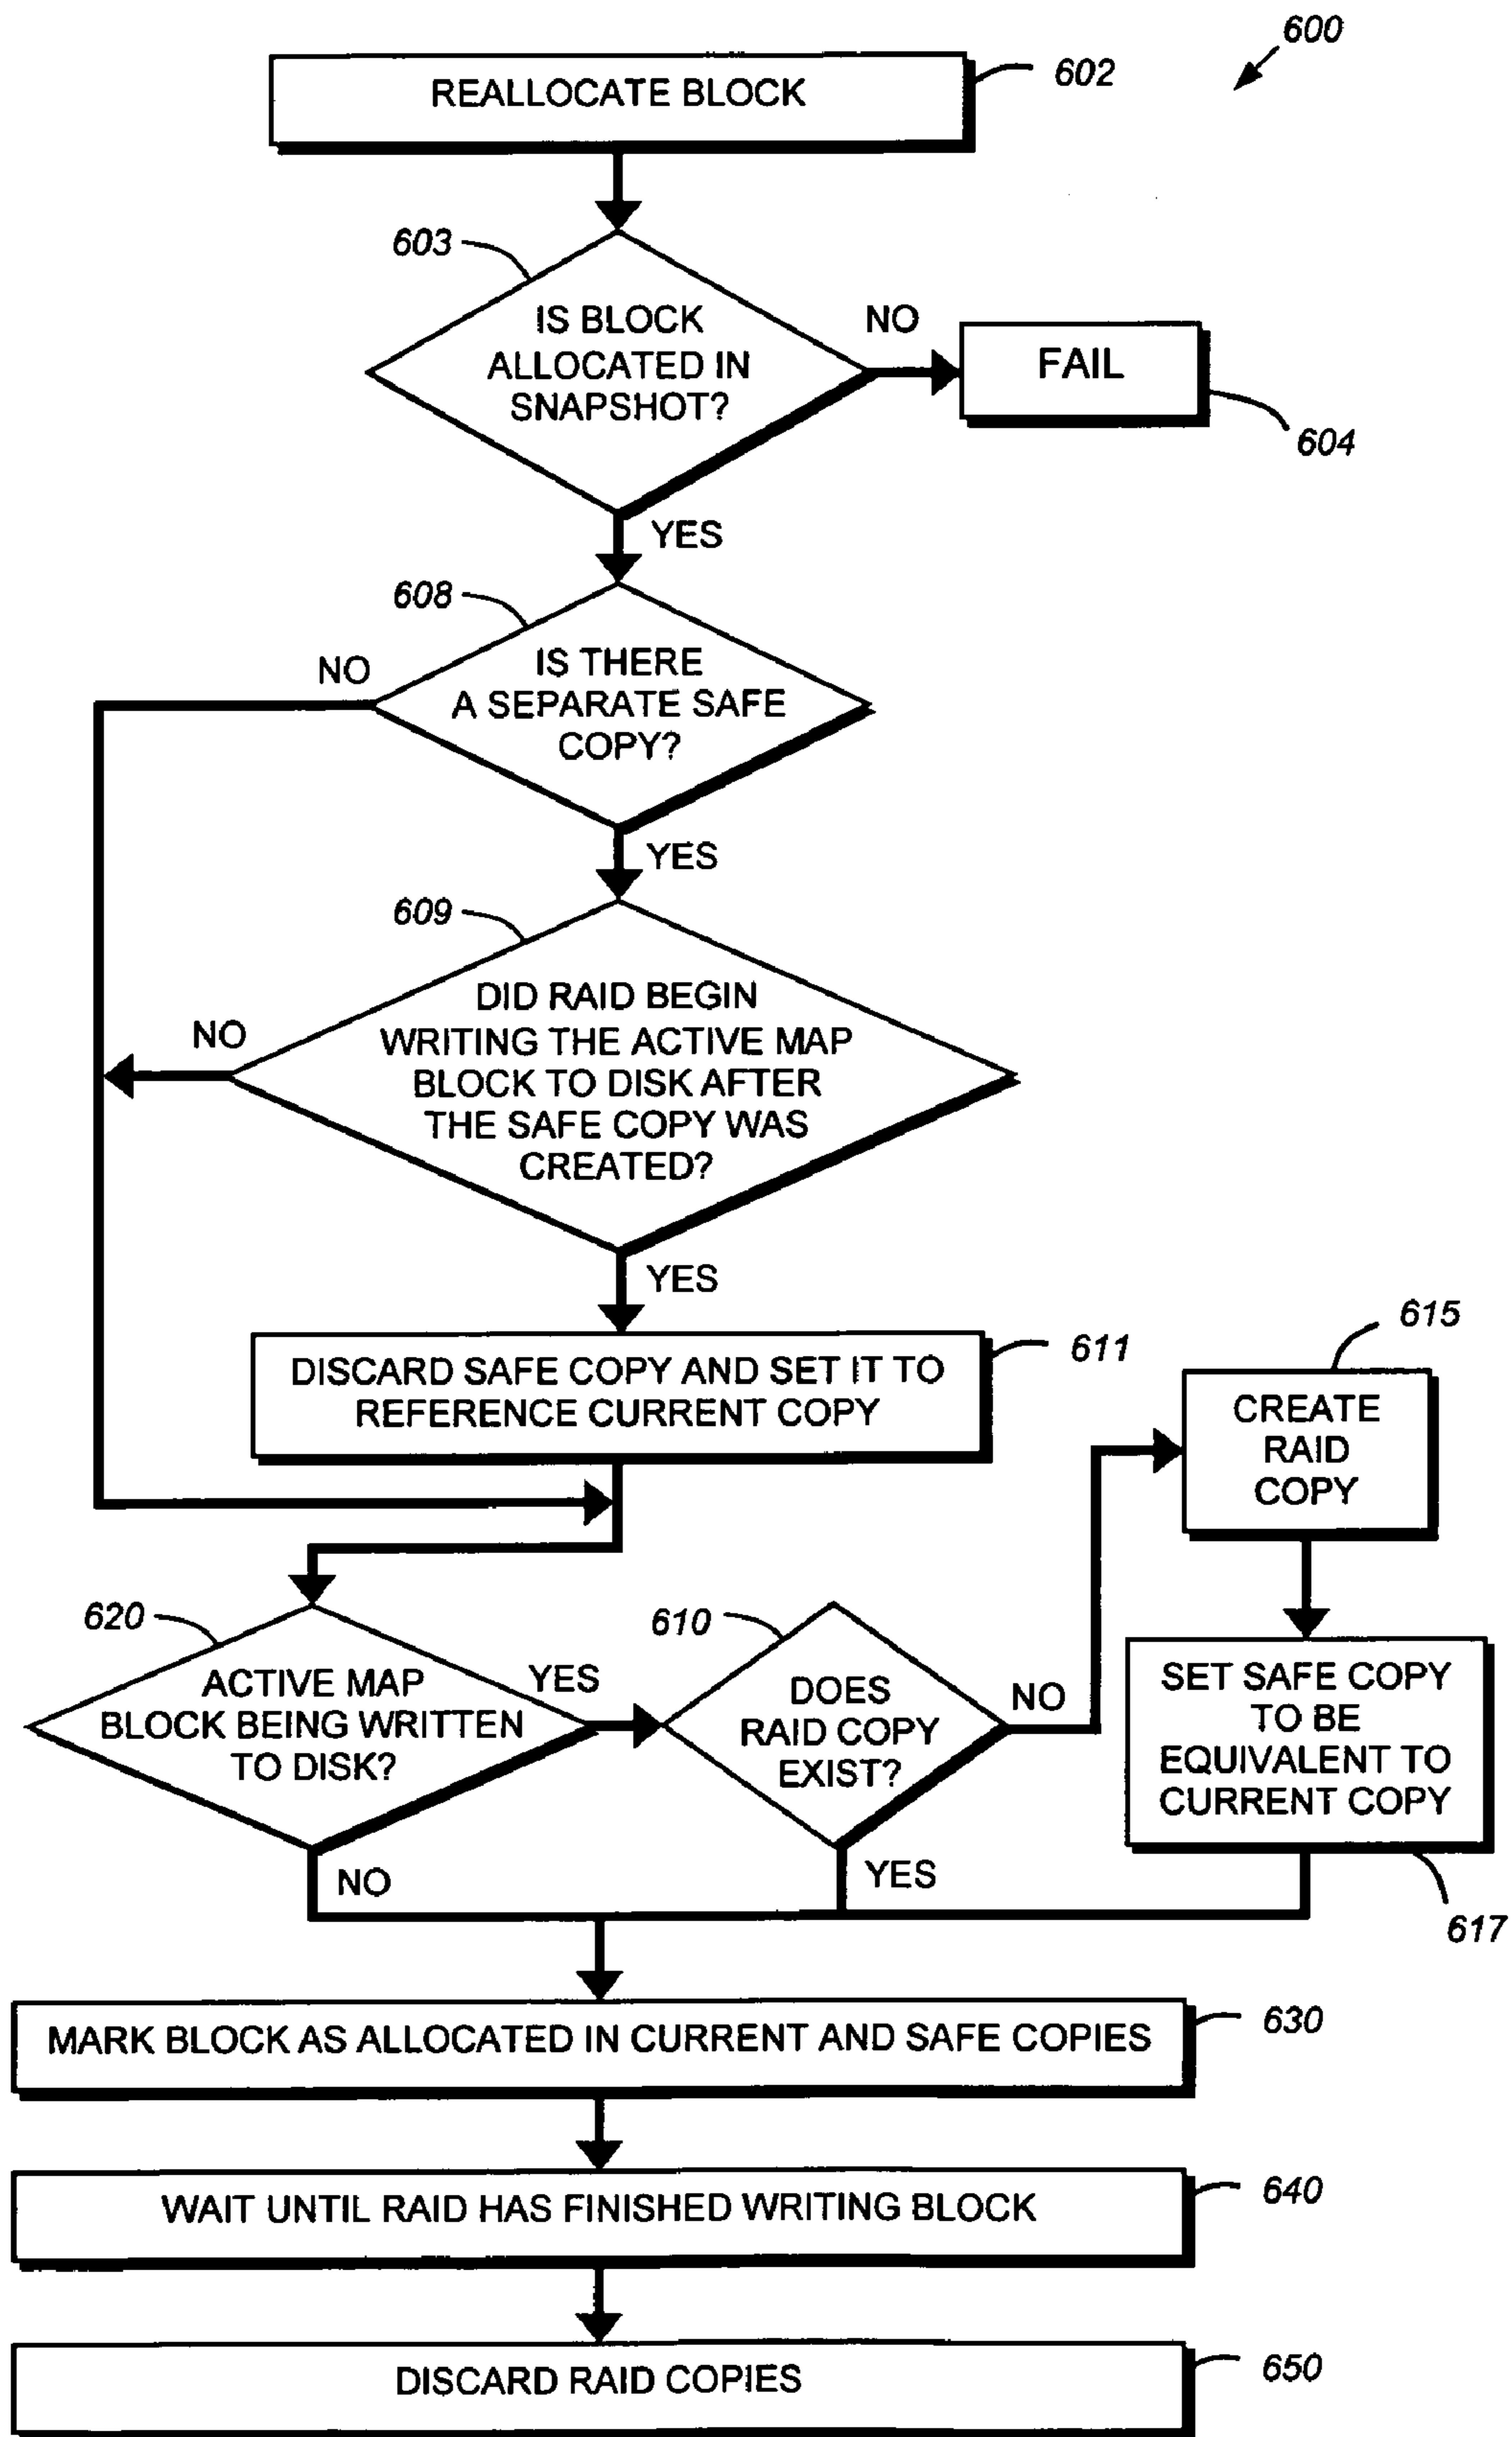 600
REALLOCATE BLOCK
602
603
IS BLOCK
ALLOCATED IN
SNAPSHOT?
NO
FAIL
604
YES
608
IS THERE
A SEPARATE SAFE
COPY?
NO
YES
609
DID RAID BEGIN
WRITING THE ACTIVE MAP
BLOCK TO DISK AFTER
THE SAFE COPY WAS
CREATED?
NO
YES
DISCARD SAFE COPY AND SET IT TO
REFERENCE CURRENT COPY
611
615
CREATE
RAID
COPY
620
ACTIVE MAP
BLOCK BEING WRITTEN
TO DISK?
YES
NO
610
DOES
RAID COPY
EXIST?
NO
YES
SET SAFE COPY
TO BE
EQUIVALENT TO
CURRENT COPY
617
MARK BLOCK AS ALLOCATED IN CURRENT AND SAFE COPIES
630
WAIT UNTIL RAID HAS FINISHED WRITING BLOCK
640
DISCARD RAID COPIES
650